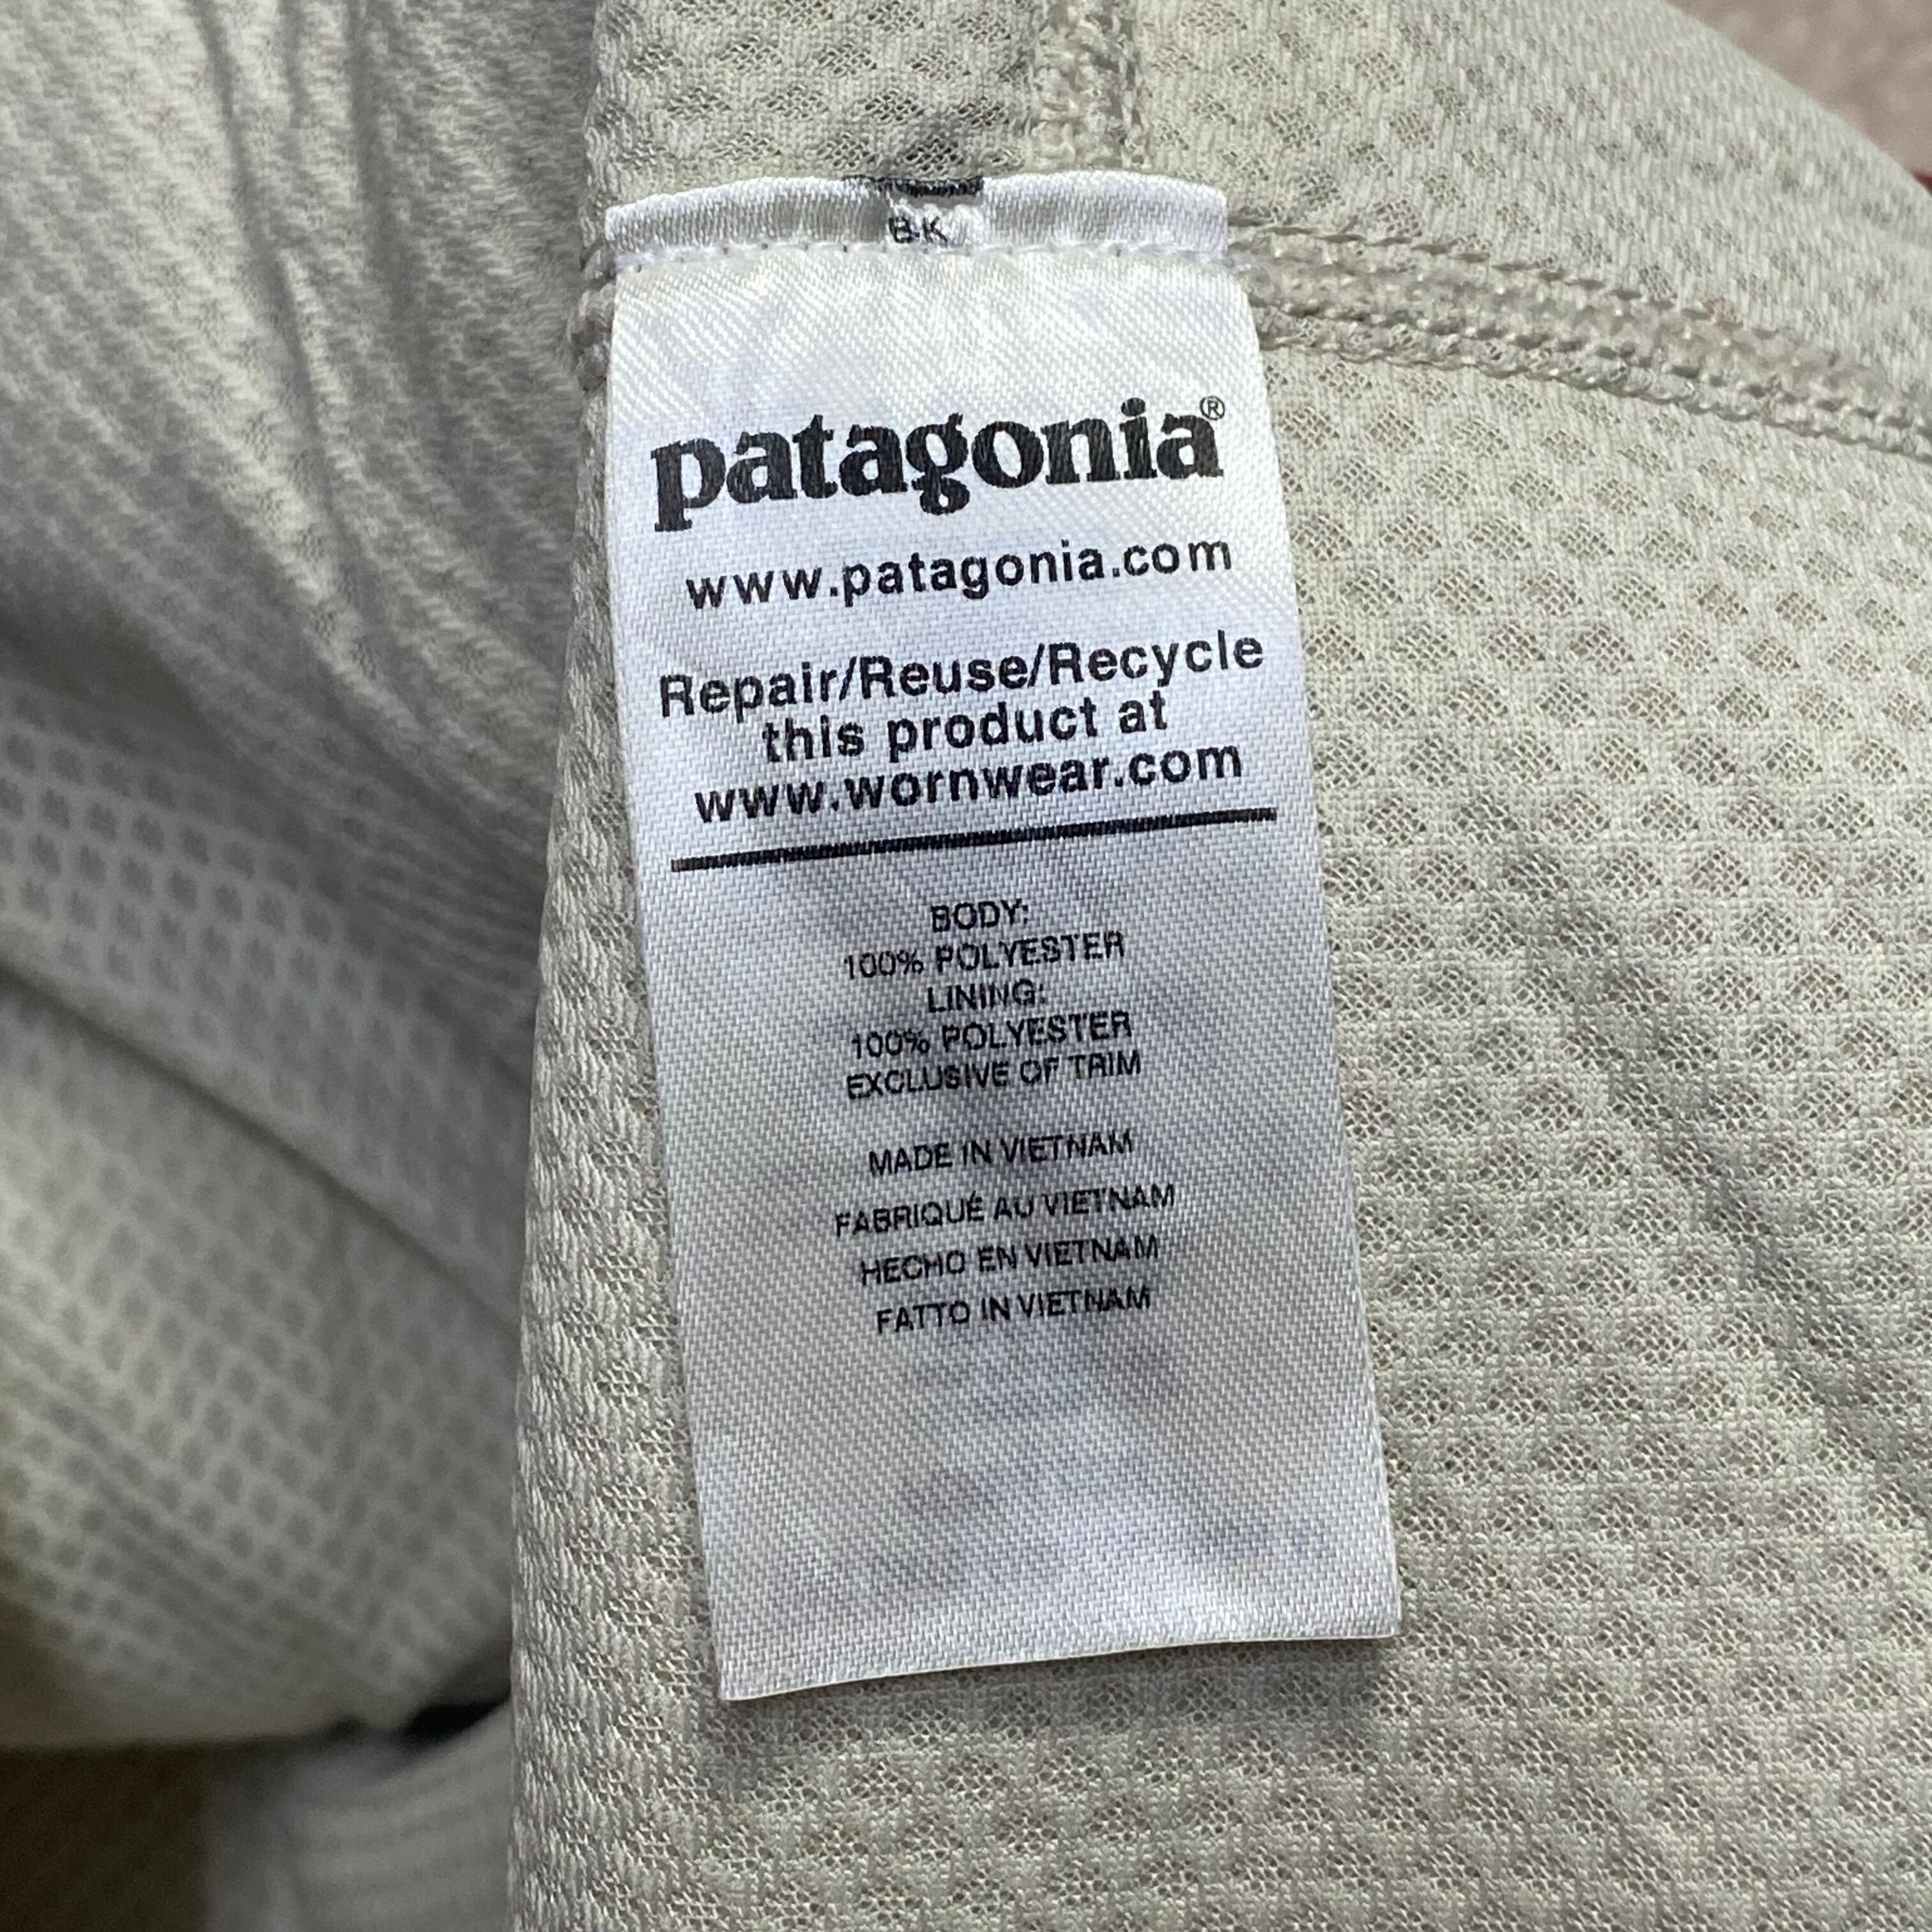 BK
patagonia®
www.patagonia.com
Repair/Reuse/Recycle
this product at
www.wornwear.com
BODY:
100% POLYESTER
LINING:
100% POLYESTER
EXCLUSIVE OF TRIM
MADE IN VIETNAM
FABRIQUÉ AU VIETNAM
HECHO EN VIETNAM
FATTO IN VIETNAM